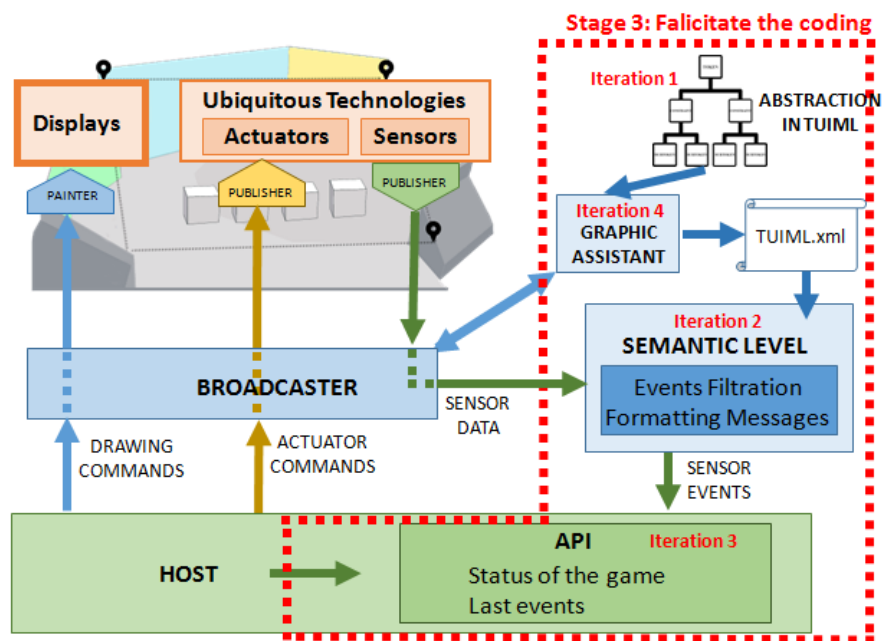 Stage 3: Falicitate the coding
Iteration 1
ABSTRACTION
IN TUIML
Displays
Ubiquitous Technologies
Actuators
Sensors
PAINTER
PUBLISHER
PUBLISHER
Iteration 4
GRAPHIC
ASSISTANT
TUIML.xml
Iteration 2
SEMANTIC LEVEL
Events Filtration
Formatting Messages
BROADCASTER
SENSOR
DATA
DRAWING
COMMANDS
ACTUATOR
COMMANDS
SENSOR
EVENTS
HOST
API
Iteration 3
Status of the game
Last events